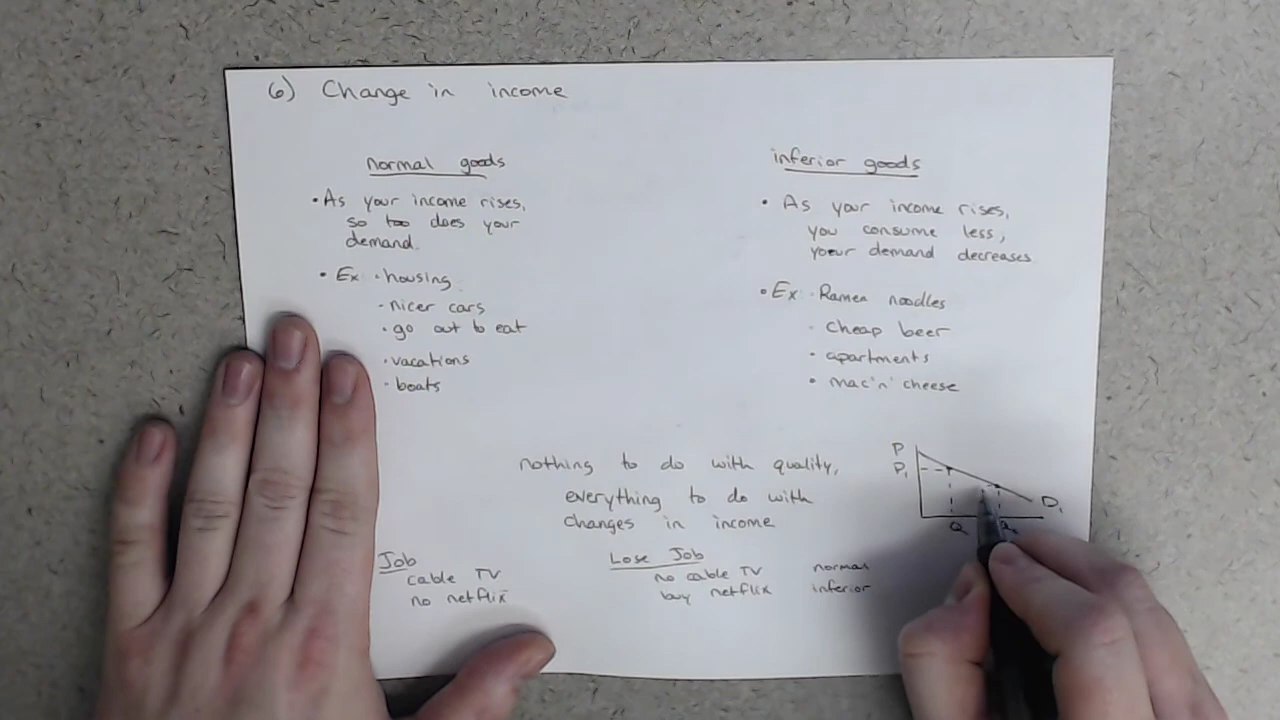 6) Change in income
normal goods
• As your income rises,
so too does your
demand.
• Ex: • housing
• nicer cars
• go out to eat
• vacations
• boats
inferior goods
• As your income rises,
you consume less,
your demand decreases
• Ex: • Ramen noodles
• cheap beer
• apartments
• mac 'n' cheese
nothing to do with quality,
everything to do with
changes in income
P
P₁
D₁
Q
Job
cable TV
no netflix
Lose Job
no cable TV normal
buy netflix inferior